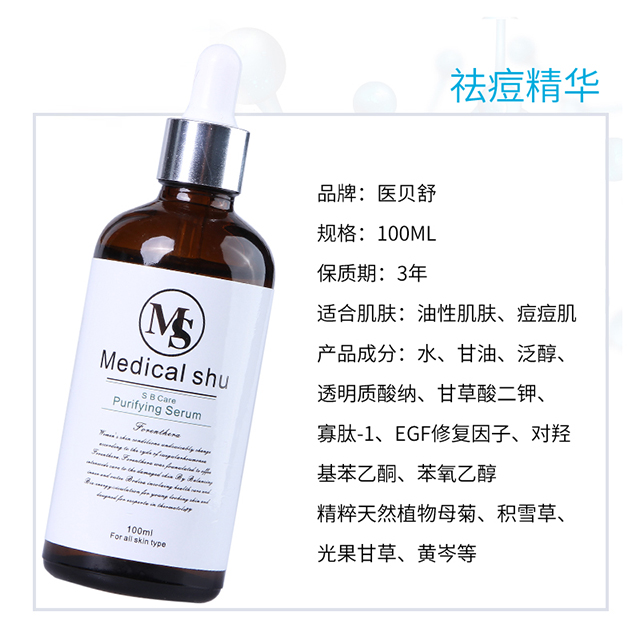 祛痘精华
品牌：医贝舒
规格：100ML
保质期：3年
适合肌肤：油性肌肤、痘痘肌
产品成分：水、甘油、泛醇、
透明质酸纳、甘草酸二钾、
寡肽-1、EGF修复因子、对羟
基苯乙酮、苯氧乙醇
精粹天然植物母菊、积雪草、
光果甘草、黄岑等
MS
Medical shu
S B Care
Purifying Serum
Forenthera
100ml
For all skin type